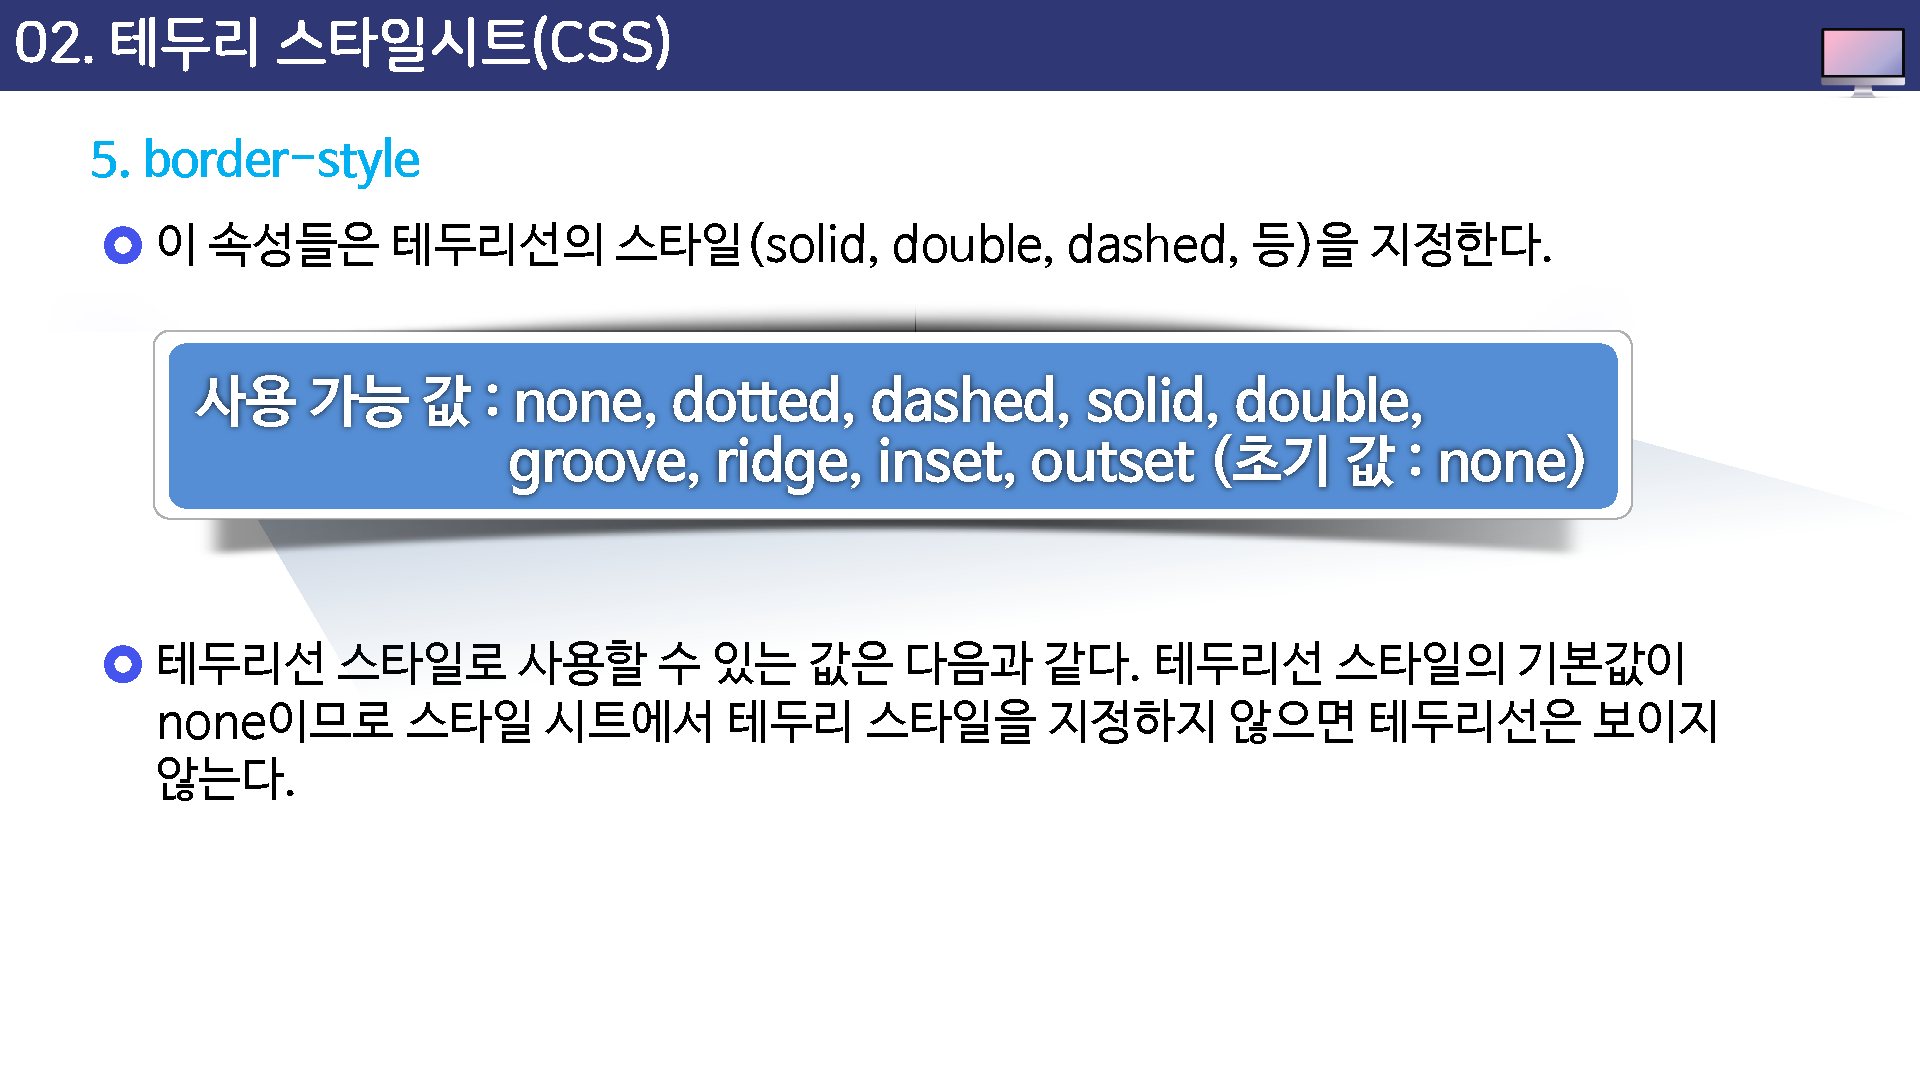 02. 테두리 스타일시트(CSS)
5. border-style
이 속성들은 테두리선의 스타일(solid, double, dashed, 등)을 지정한다.
사용 가능 값 : none, dotted, dashed, solid, double,
groove, ridge, inset, outset (초기 값 : none)
테두리선 스타일로 사용할 수 있는 값은 다음과 같다. 테두리선 스타일의 기본값이
none이므로 스타일 시트에서 테두리 스타일을 지정하지 않으면 테두리선은 보이지
않는다.